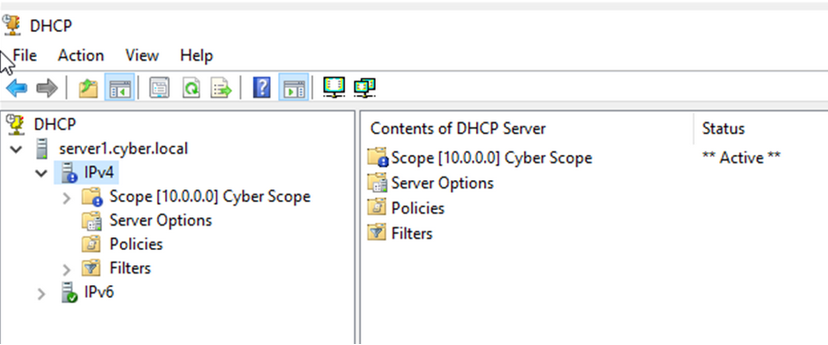 DHCP
File Action View Help
DHCP
server1.cyber.local
IPv4
Scope [10.0.0.0] Cyber Scope
Server Options
Policies
Filters
IPv6
Contents of DHCP Server Status
Scope [10.0.0.0] Cyber Scope ** Active **
Server Options
Policies
Filters